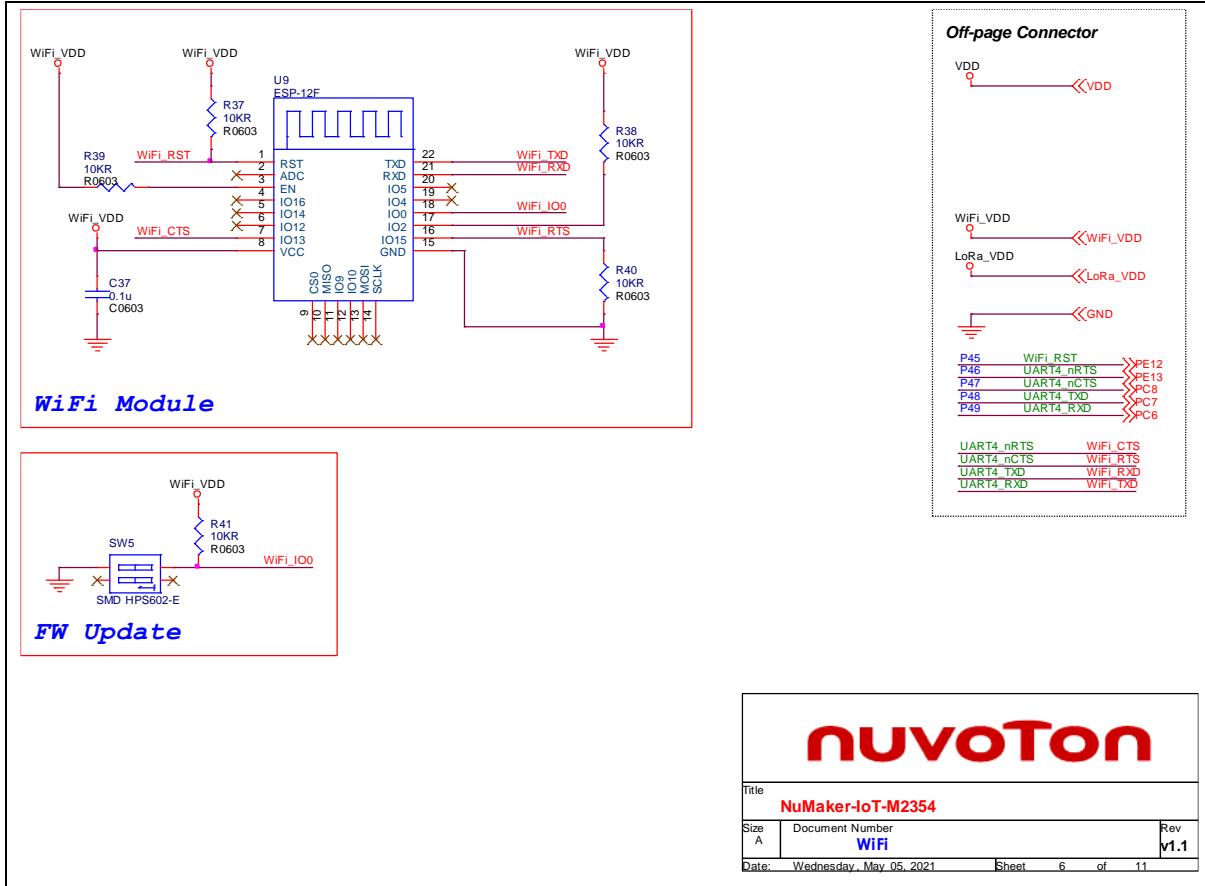 WiFi_VDD
WiFi_VDD
WiFi_VDD
U9
ESP-12F
R37
10KR
R0603
R38
10KR
R0603
R39
10KR
R0603
WiFi_RST
1
RST
2
ADC
3
EN
4
IO16
5
IO14
6
IO12
7
IO13
8
VCC
22
TXD
WiFi_TXD
21
RXD
WiFi_RXD
20
IO5
19
IO4
18
IO0
WiFi_IO0
17
IO2
16
IO15
WiFi_RTS
15
GND
WiFi_VDD
WiFi_CTS
C37
0.1u
C0603
CS0
MISO
IO9
IO10
MOSI
SCLK
9
10
11
12
13
14
R40
10KR
R0603
WiFi Module
WiFi_VDD
R41
10KR
R0603
SW5
WiFi_IO0
SMD HPS602-E
FW Update
Off-page Connector
VDD
VDD
WiFi_VDD
WiFi_VDD
LoRa_VDD
LoRa_VDD
GND
P45 WiFi_RST PE12
P46 UART4_nRTS PE13
P47 UART4_nCTS PC8
P48 UART4_TXD PC7
P49 UART4_RXD PC6
UART4_nRTS WiFi_CTS
UART4_nCTS WiFi_RTS
UART4_TXD WiFi_RXD
UART4_RXD WiFi_TXD
nuvoTon
Title
NuMaker-IoT-M2354
Size Document Number Rev
A WiFi v1.1
Date: Wednesday, May 05, 2021 Sheet 6 of 11